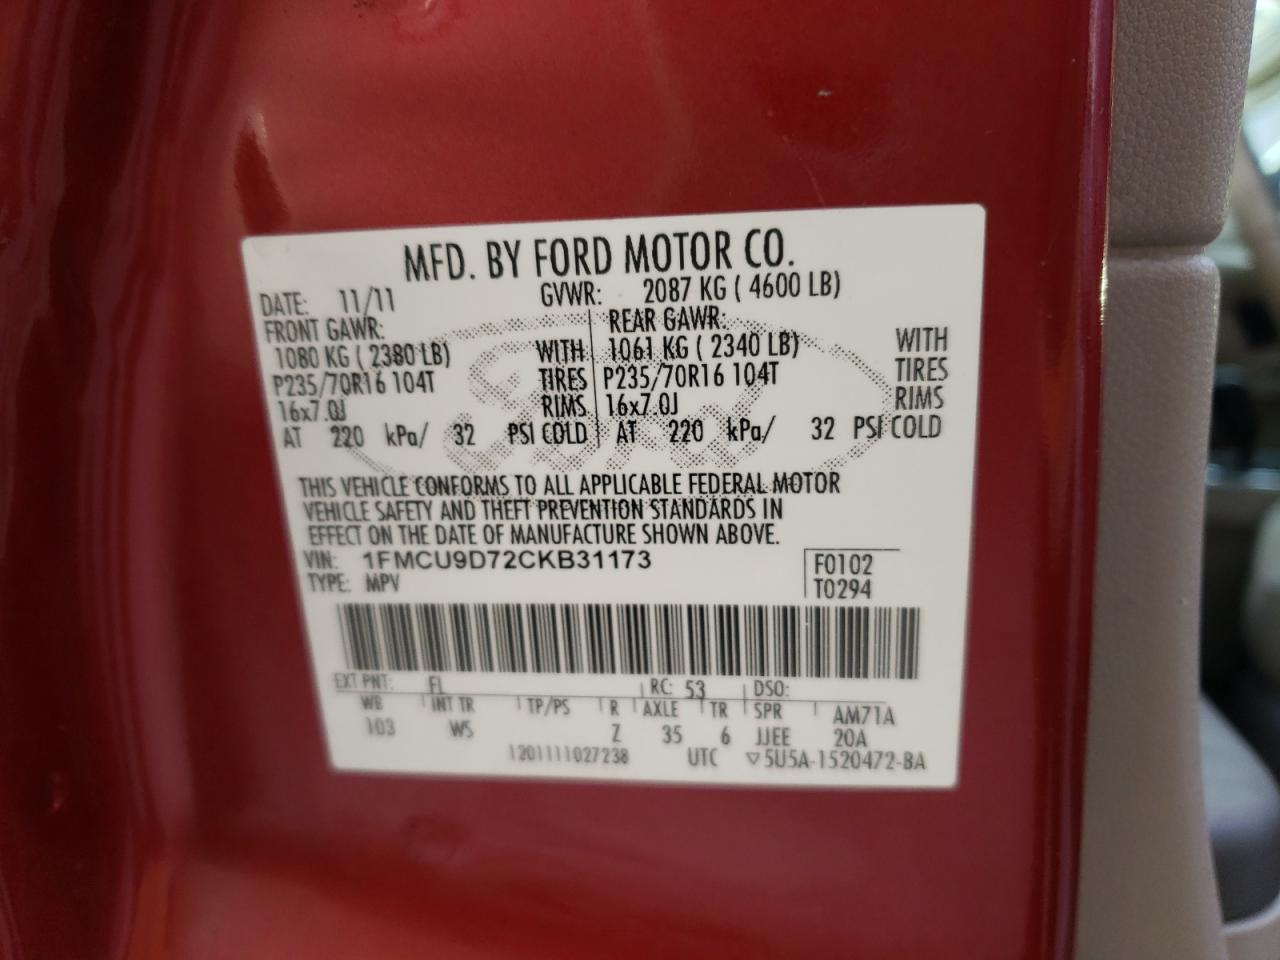 MFD. BY FORD MOTOR CO.
DATE: 11/11 GVWR: 2087 KG ( 4600 LB)
FRONT GAWR: REAR GAWR:
1080 KG ( 2380 LB) WITH 1061 KG ( 2340 LB) WITH
P235/70R16 104T TIRES P235/70R16 104T TIRES
16x7.0J RIMS 16x7.0J RIMS
AT 220 kPa/ 32 PSI COLD AT 220 kPa/ 32 PSI COLD
Ford
THIS VEHICLE CONFORMS TO ALL APPLICABLE FEDERAL MOTOR
VEHICLE SAFETY AND THEFT PREVENTION STANDARDS IN
EFFECT ON THE DATE OF MANUFACTURE SHOWN ABOVE.
VIN: 1FMCU9D72CKB31173 F0102
TYPE: MPV T0294
EXT PNT: FL RC: 53 DSO:
WB INT TR TP/PS R AXLE TR SPR AM71A
103 WS Z 35 6 JJEE 20A
1201111027238 UTC ▽5U5A-1520472-BA